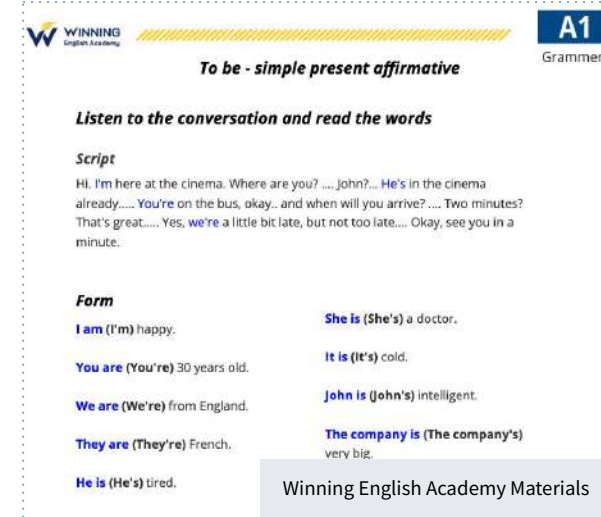 WINNING
English Academy
A1
Grammer
To be - simple present affirmative
Listen to the conversation and read the words
Script
Hi. I'm here at the cinema. Where are you? .... John?... He's in the cinema
already..... You're on the bus, okay.. and when will you arrive? .... Two minutes?
That's great..... Yes, we're a little bit late, but not too late.... Okay, see you in a
minute.
Form
I am (I'm) happy.
You are (You're) 30 years old.
We are (We're) from England.
They are (They're) French.
He is (He's) tired.
She is (She's) a doctor.
It is (It's) cold.
John is (John's) intelligent.
The company is (The company's)
very big.
Winning English Academy Materials